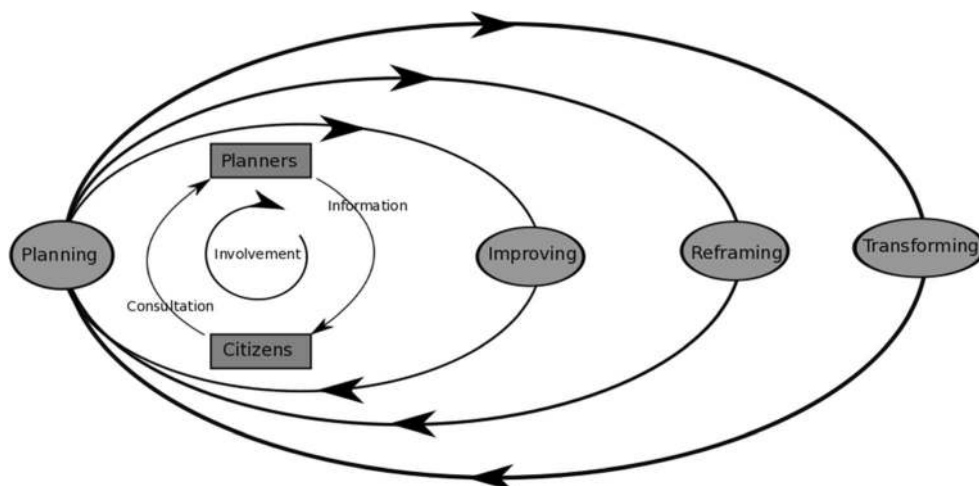 Planners
Information
Planning
Involvement
Improving
Reframing
Transforming
Consultation
Citizens